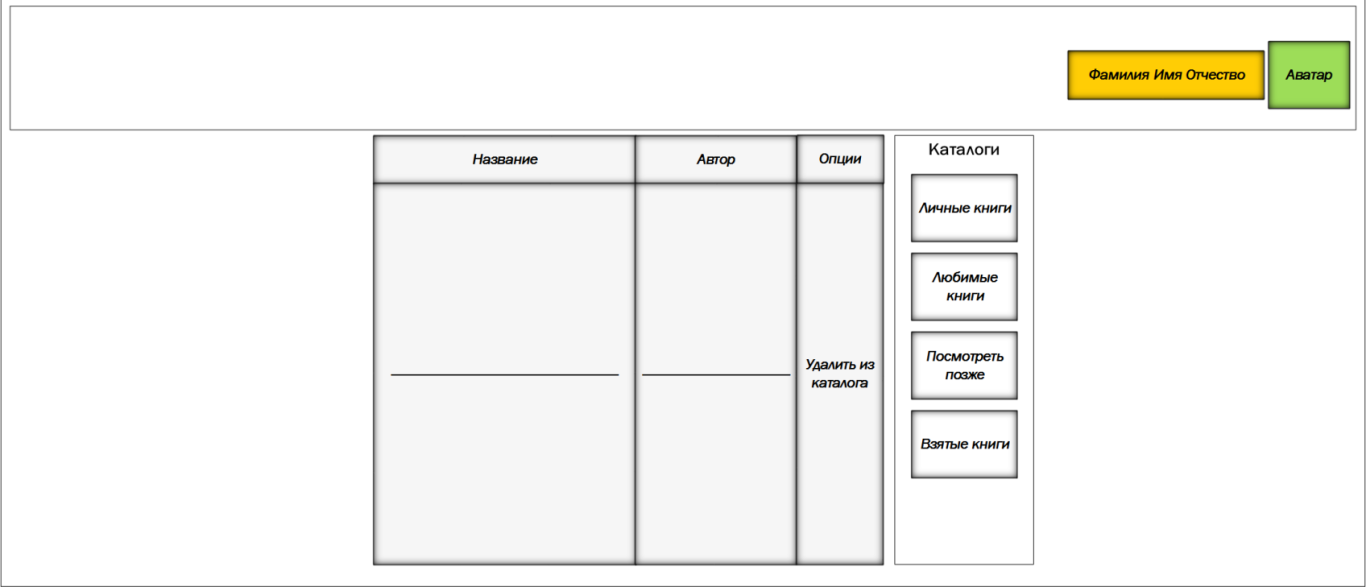 Фамилия Имя Отчество
Аватар
Название
Автор
Опции
Удалить из
каталога
Каталоги
Личные книги
Любимые
книги
Посмотреть
позже
Взятые книги